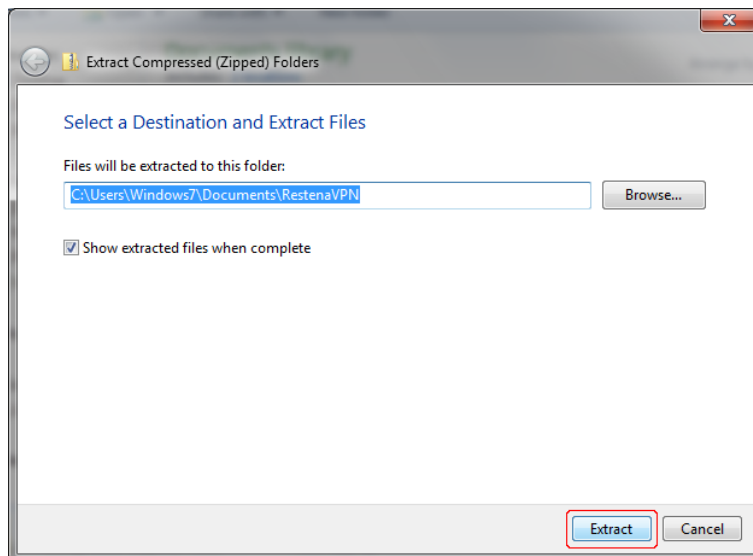 Extract Compressed (Zipped) Folders
Select a Destination and Extract Files
Files will be extracted to this folder:
C:\Users\Windows7\Documents\RestenaVPN
Browse...
Show extracted files when complete
Extract
Cancel